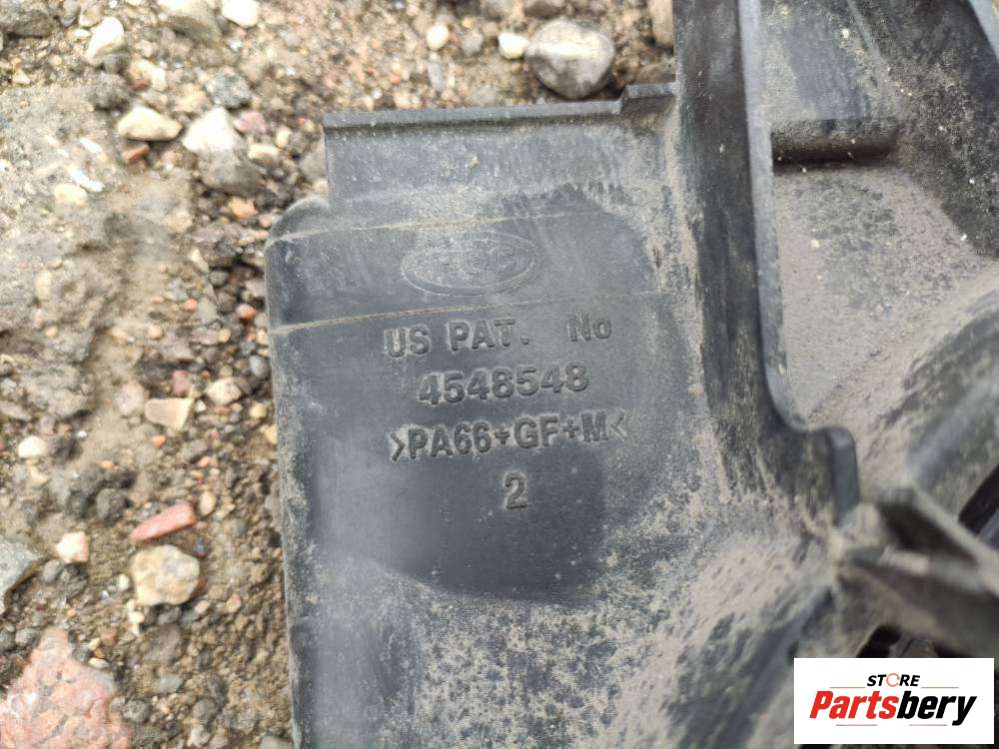 US PAT. No
4548548
>PA66+GF+M<
2
STORE
Partsbery